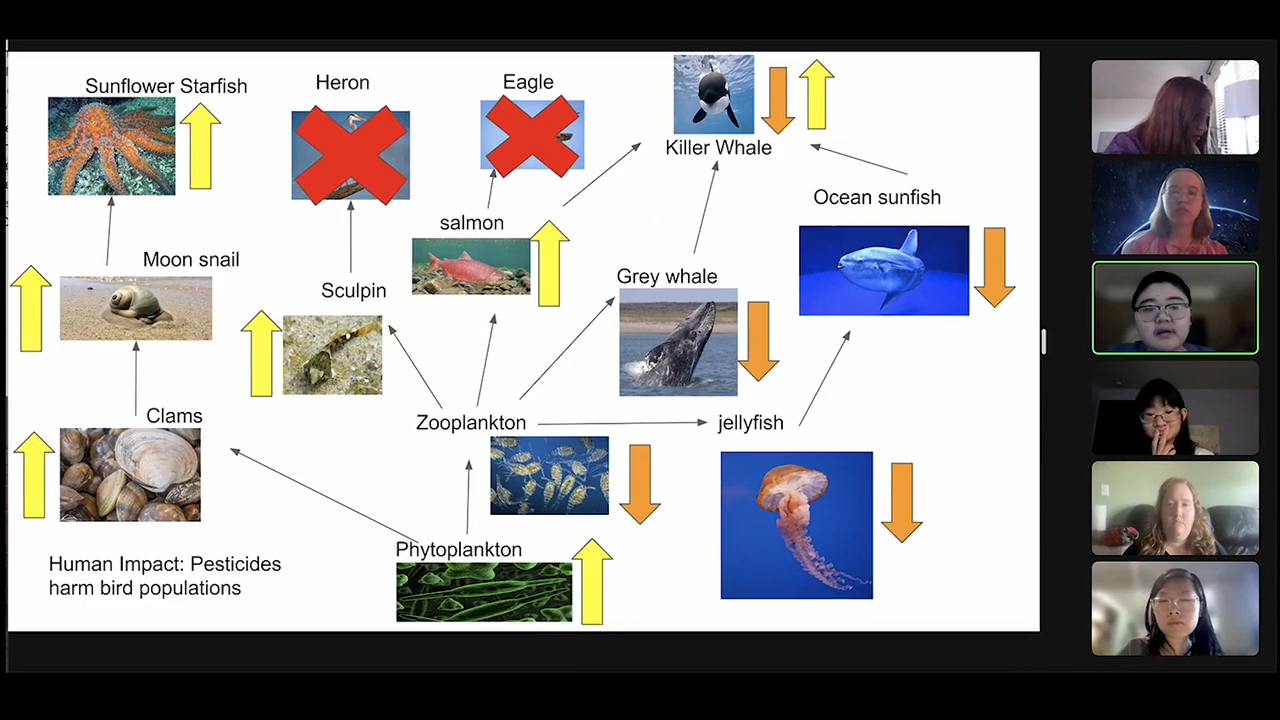 Sunflower Starfish
Heron
Eagle
Killer Whale
Ocean sunfish
salmon
Moon snail
Grey whale
Sculpin
Clams
Zooplankton
jellyfish
Phytoplankton
Human Impact: Pesticides
harm bird populations